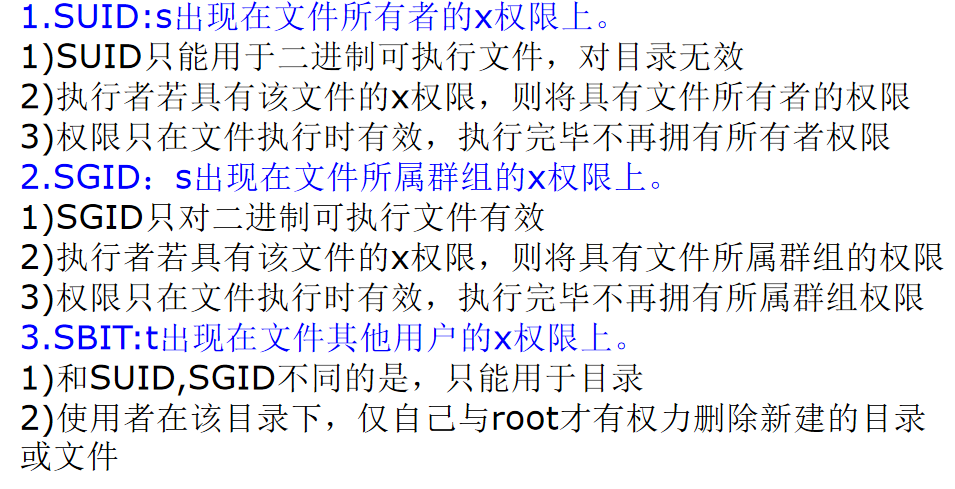 1.SUID:s出现在文件所有者的x权限上。
1)SUID只能用于二进制可执行文件，对目录无效
2)执行者若具有该文件的x权限，则将具有文件所有者的权限
3)权限只在文件执行时有效，执行完毕不再拥有所有者权限
2.SGID：s出现在文件所属群组的x权限上。
1)SGID只对二进制可执行文件有效
2)执行者若具有该文件的x权限，则将具有文件所属群组的权限
3)权限只在文件执行时有效，执行完毕不再拥有所属群组权限
3.SBIT:t出现在文件其他用户的x权限上。
1)和SUID,SGID不同的是，只能用于目录
2)使用者在该目录下，仅自己与root才有权力删除新建的目录
或文件